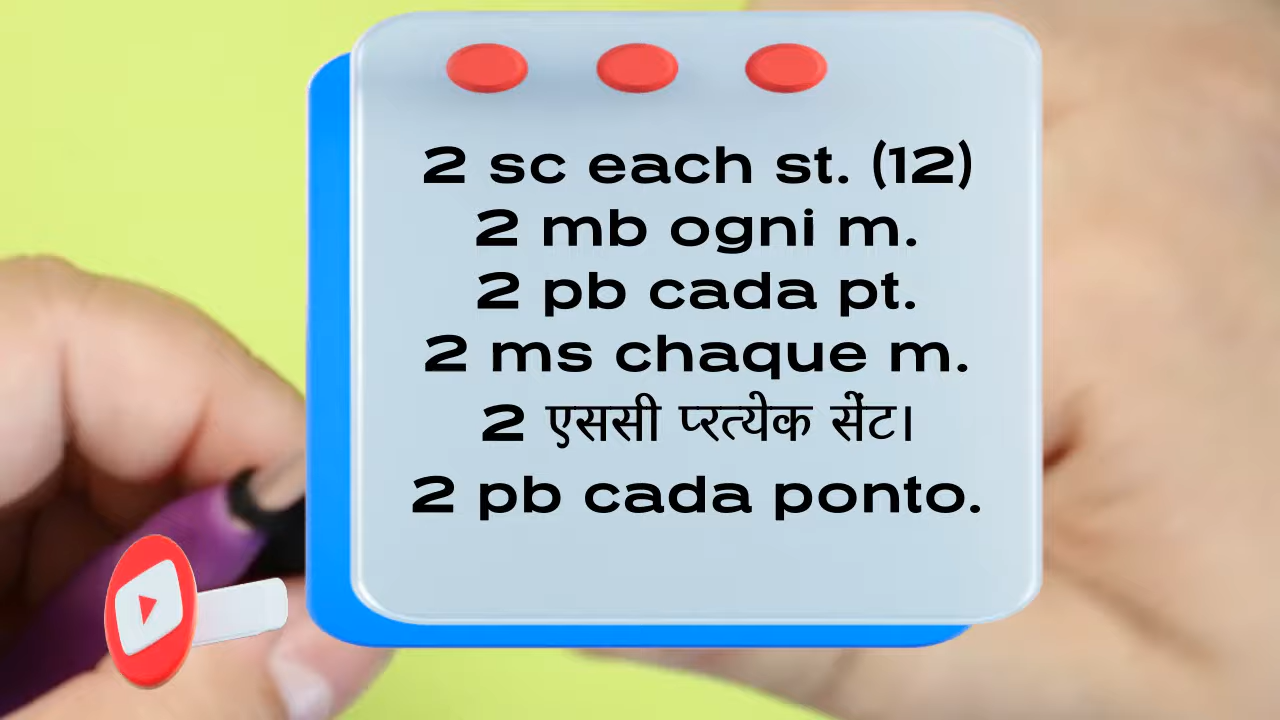 2 sc each st. (12)
2 mb ogni m.
2 pb cada pt.
2 ms chaque m.
2 एससी प्रत्येक सेंट।
2 pb cada ponto.